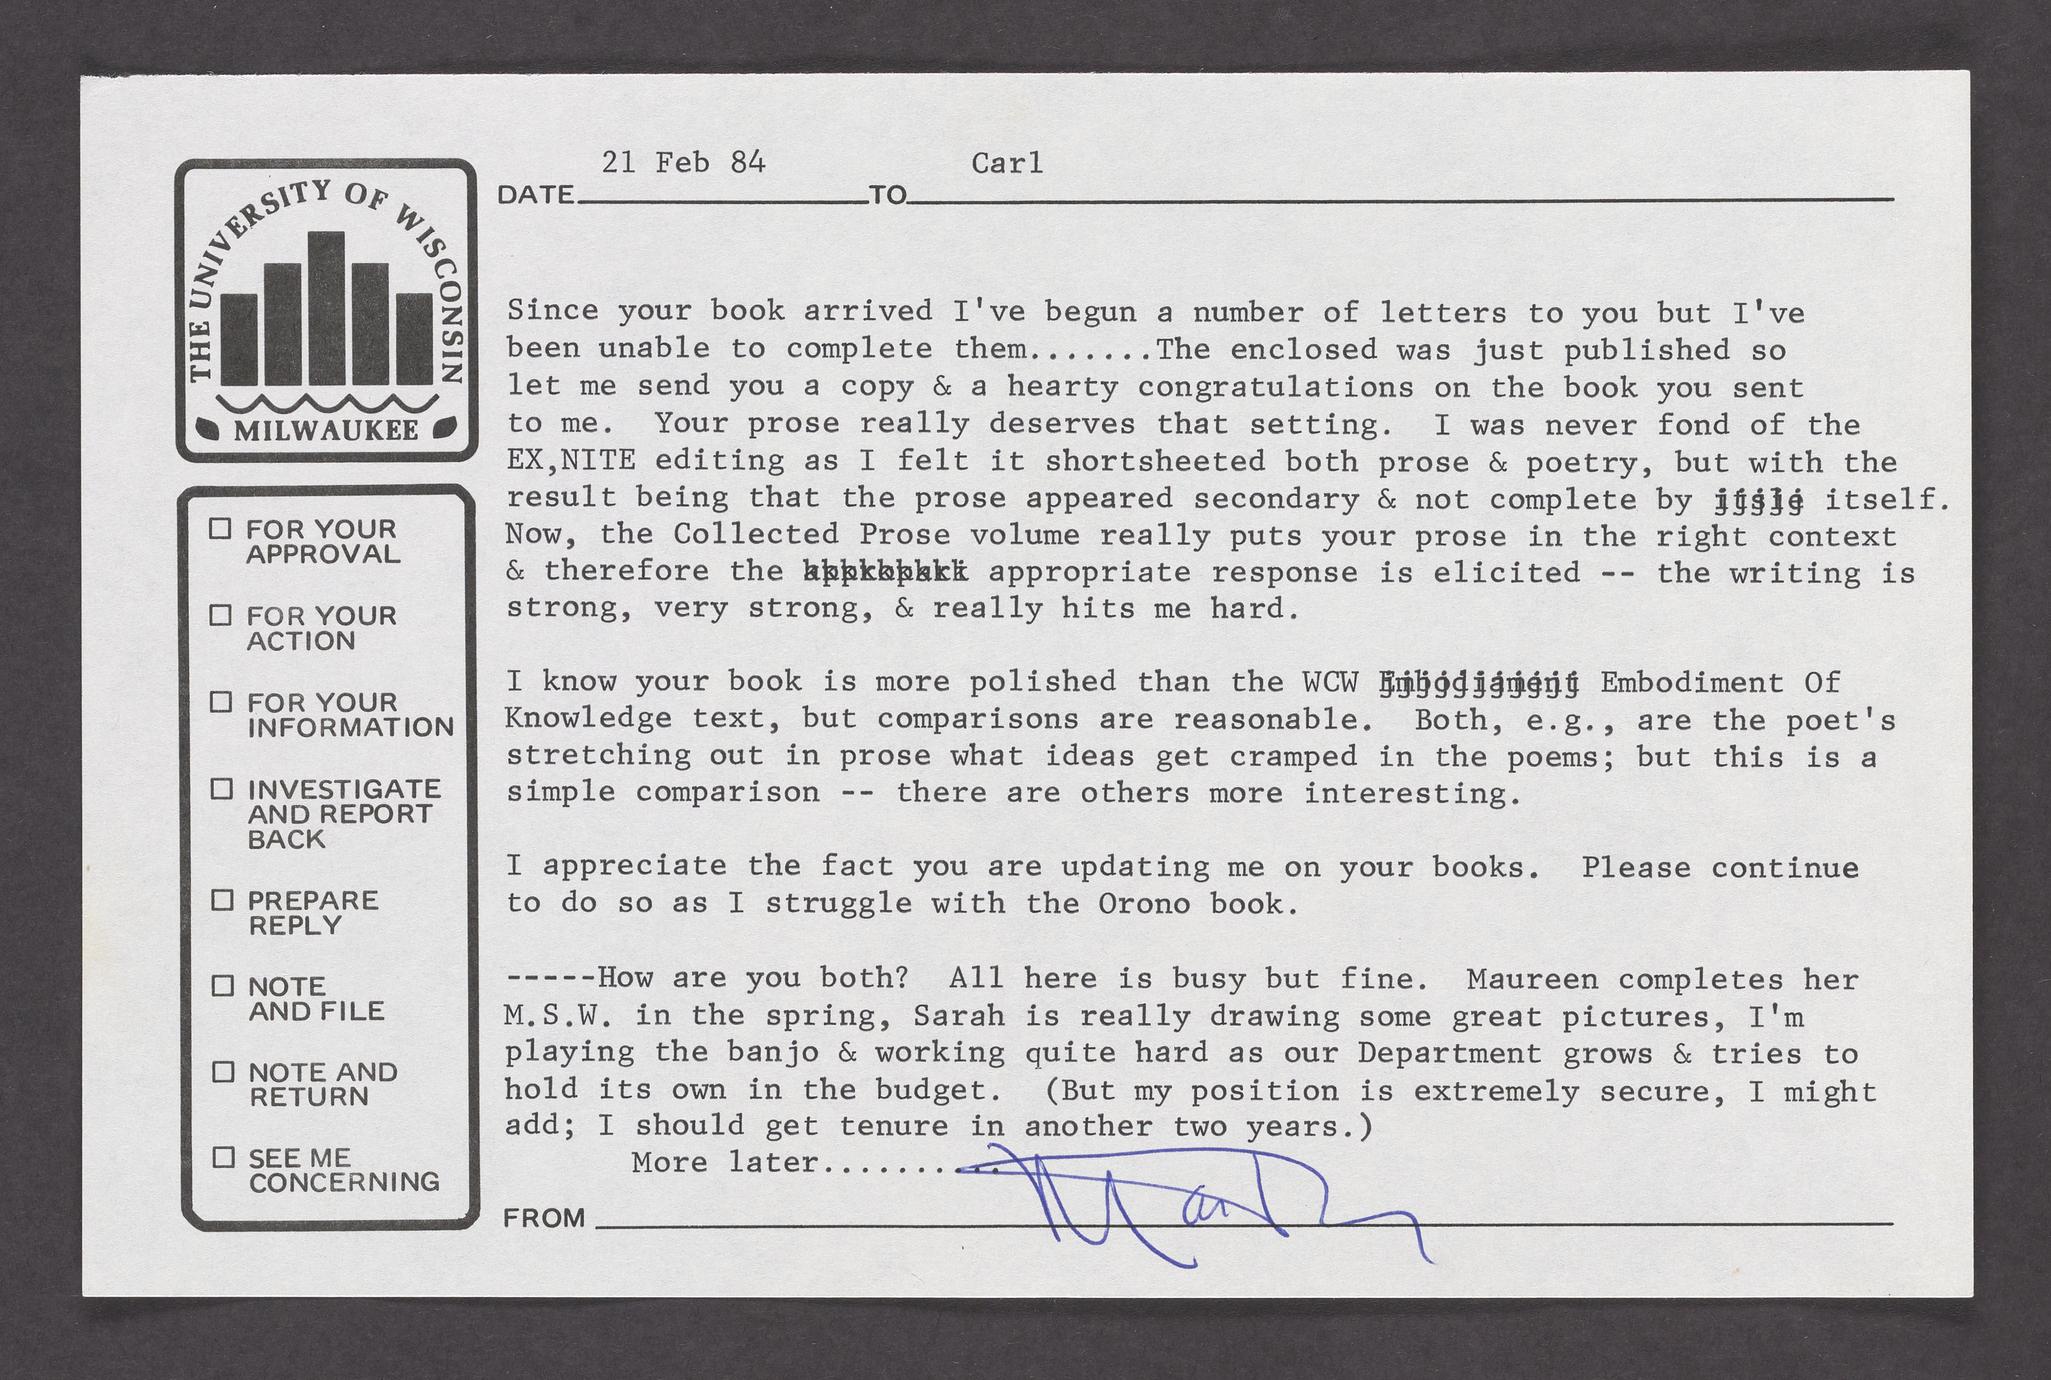 21 Feb 84 Carl
DATE TO
THE UNIVERSITY OF WISCONSIN
MILWAUKEE
FOR YOUR
APPROVAL
FOR YOUR
ACTION
FOR YOUR
INFORMATION
INVESTIGATE
AND REPORT
BACK
PREPARE
REPLY
NOTE
AND FILE
NOTE AND
RETURN
SEE ME
CONCERNING
Since your book arrived I've begun a number of letters to you but I've
been unable to complete them.......The enclosed was just published so
let me send you a copy & a hearty congratulations on the book you sent
to me. Your prose really deserves that setting. I was never fond of the
EX,NITE editing as I felt it shortsheeted both prose & poetry, but with the
result being that the prose appeared secondary & not complete by itself.
Now, the Collected Prose volume really puts your prose in the right context
& therefore the appropriate response is elicited -- the writing is
strong, very strong, & really hits me hard.
I know your book is more polished than the WCW Embodiment Of
Knowledge text, but comparisons are reasonable. Both, e.g., are the poet's
stretching out in prose what ideas get cramped in the poems; but this is a
simple comparison -- there are others more interesting.
I appreciate the fact you are updating me on your books. Please continue
to do so as I struggle with the Orono book.
-----How are you both? All here is busy but fine. Maureen completes her
M.S.W. in the spring, Sarah is really drawing some great pictures, I'm
playing the banjo & working quite hard as our Department grows & tries to
hold its own in the budget. (But my position is extremely secure, I might
add; I should get tenure in another two years.)
More later..........
FROM